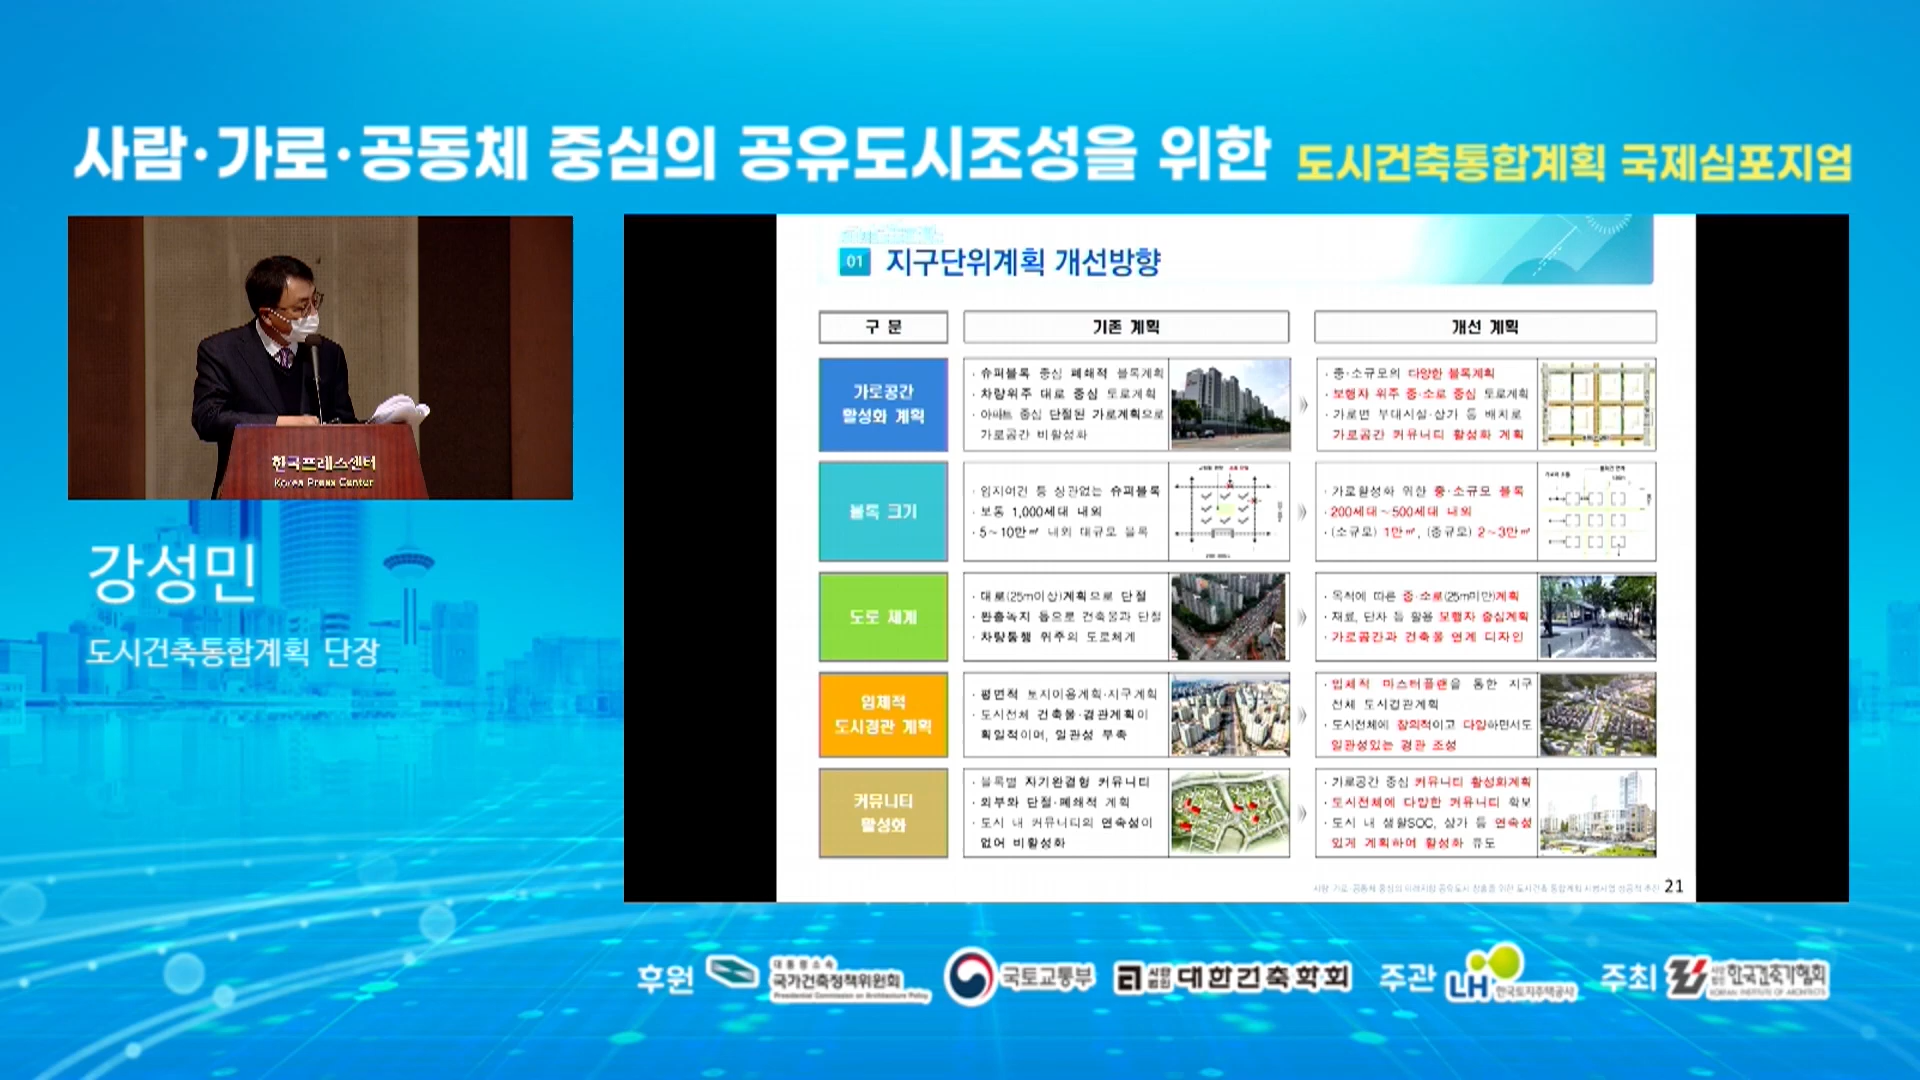 사람·가로·공동체 중심의 공유도시조성을 위한 도시건축통합계획 국제심포지엄
한국프레스센터
Korea Press Center
강성민
도시건축통합계획 단장
01 지구단위계획 개선방향
구 분
기존 계획
개선 계획
가로공간
활성화 계획
· 슈퍼블록 중심 폐쇄적 블록계획
· 차량위주 대로 중심 도로계획
· 아파트 중심 단절된 가로계획으로
가로공간 비활성화
· 중·소규모의 다양한 블록계획
· 보행자 위주 중·소로 중심 도로계획
· 가로변 부대시설·상가 등 배치로
가로공간 커뮤니티 활성화 계획
블록 크기
· 입지여건 등 상관없는 슈퍼블록
· 보통 1,000세대 내외
· 5~10만㎡ 내외 대규모 블록
· 가로활성화 위한 중·소규모 블록
· 200세대~500세대 내외
· (소규모) 1만㎡, (중규모) 2~3만㎡
도로 체계
· 대로(25m이상)계획으로 단절
· 완충녹지 등으로 건축물과 단절
· 차량통행 위주의 도로체계
· 목적에 따른 중·소로(25m미만)계획
· 재료, 단차 등 활용 보행자 중심계획
· 가로공간과 건축물 연계 디자인
입체적
도시경관 계획
· 평면적 토지이용계획·지구계획
· 도시전체 건축물·경관계획이
획일적이며, 일관성 부족
· 입체적 마스터플랜을 통한 지구
전체 도시경관계획
· 도시전체에 창의적이고 다양하면서도
일관성있는 경관 조성
커뮤니티
활성화
· 블록별 자기완결형 커뮤니티
· 외부와 단절·폐쇄적 계획
· 도시 내 커뮤니티의 연속성이
없어 비활성화
· 가로공간 중심 커뮤니티 활성화계획
· 도시전체에 다양한 커뮤니티 확보
· 도시 내 생활SOC, 상가 등 연속성
있게 계획하여 활성화 유도
21
후원
대통령소속
국가건축정책위원회
Presidential Commission on Architecture Policy
국토교통부
사단법인 대한건축학회
주관
LH 한국토지주택공사
주최
사단법인 한국건축가협회
KOREAN INSTITUTE OF ARCHITECTS